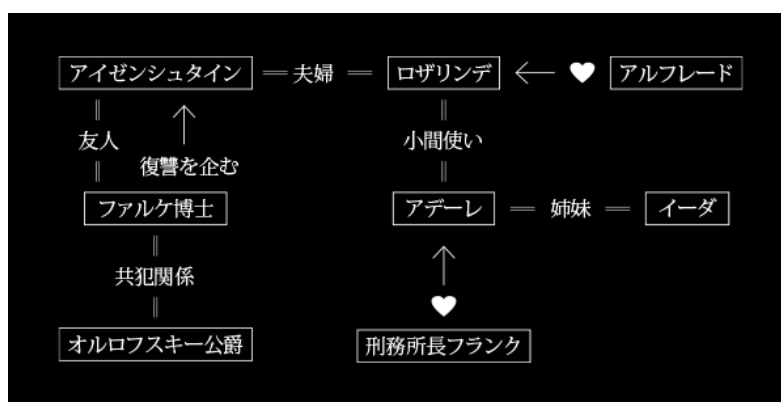 アイゼンシュタイン 夫婦 ロザリンデ アルフレード
友人 小間使い
復讐を企む
ファルケ博士 アデーレ 姉妹 イーダ
共犯関係
オルロフスキー公爵 刑務所長フランク